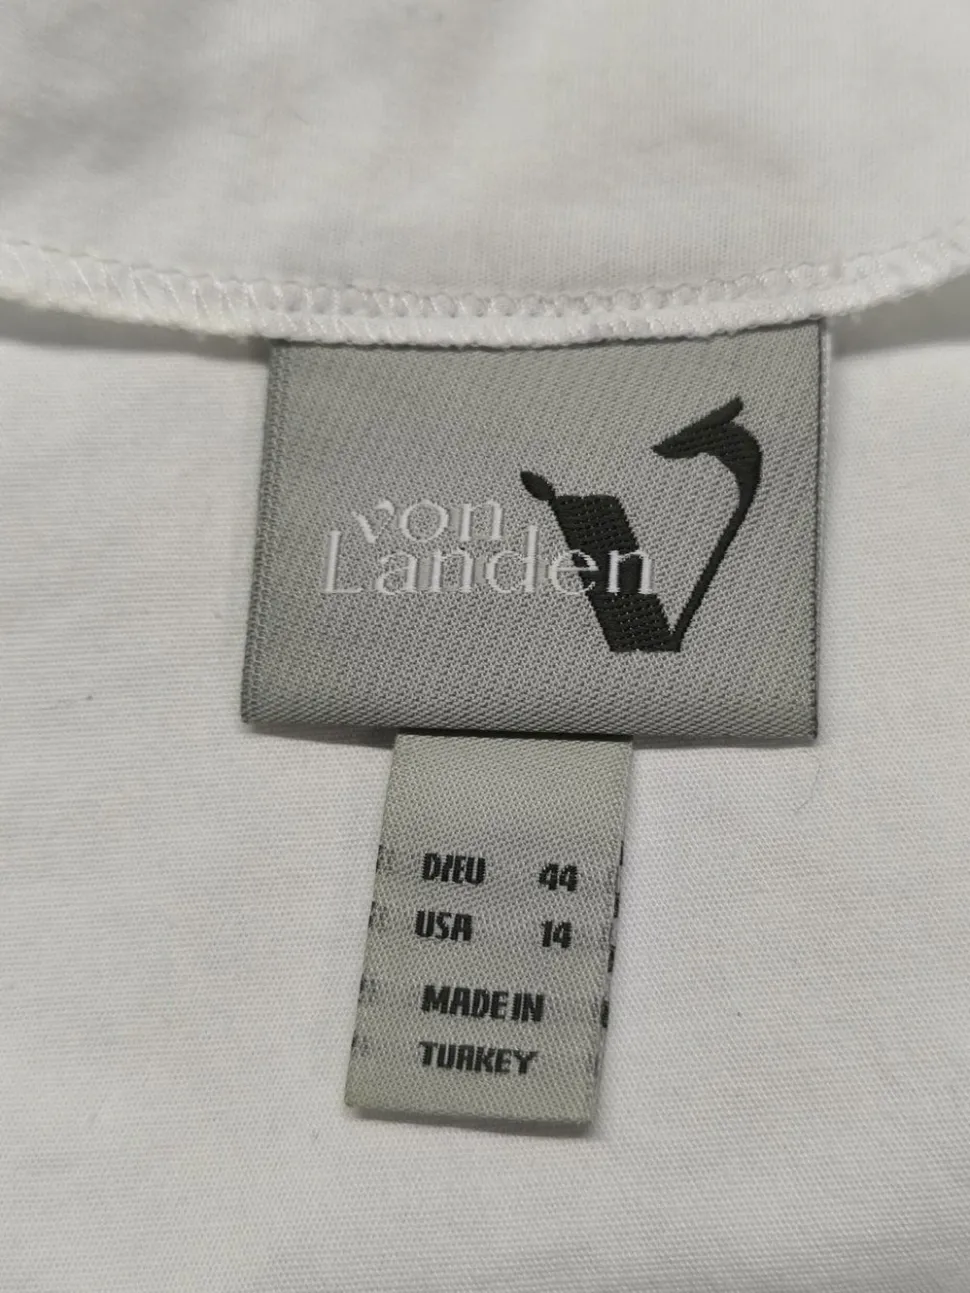 von
Landen
D/EU 44
USA 14
MADE IN
TURKEY